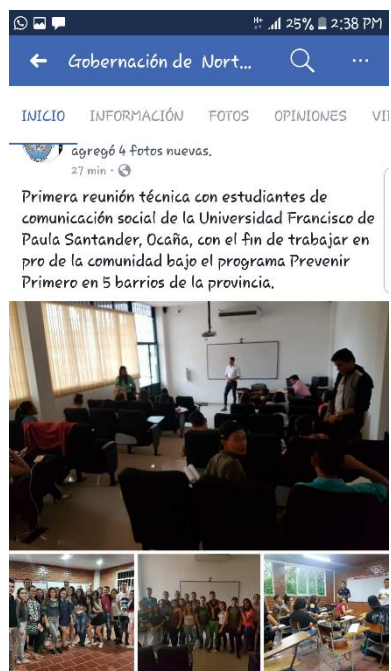 25% 2:38 PM
Gobernación de Nort...
INICIO INFORMACIÓN FOTOS OPINIONES VI
agregó 4 fotos nuevas.
27 min ·
Primera reunión técnica con estudiantes de
comunicación social de la Universidad Francisco de
Paula Santander, Ocaña, con el fin de trabajar en
pro de la comunidad bajo el programa Prevenir
Primero en 5 barrios de la provincia.